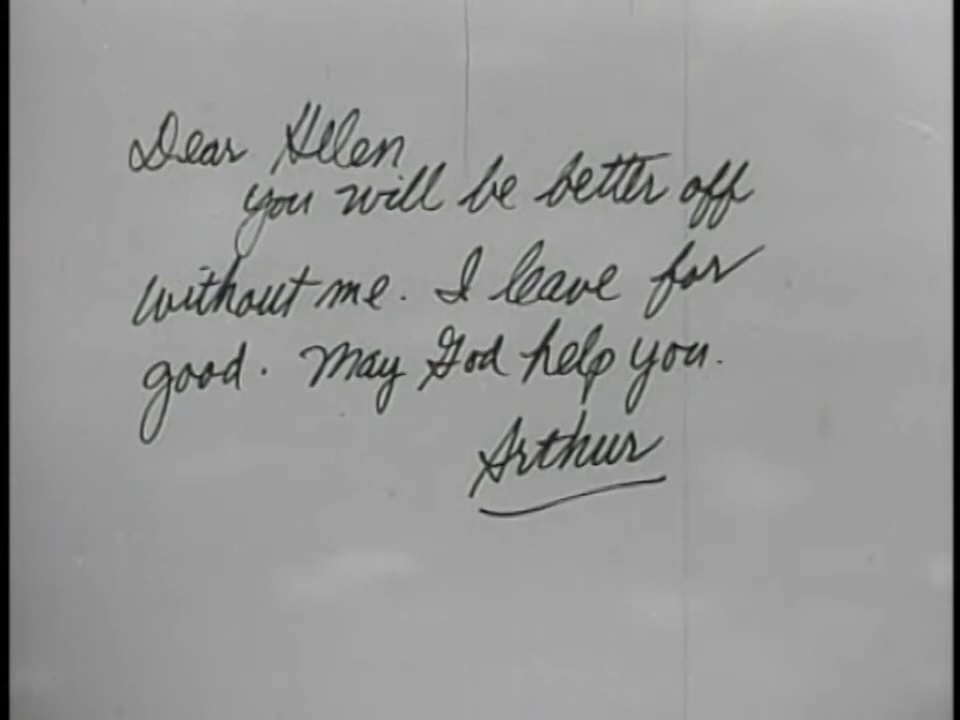 Dear Helen
you will be better off
without me. I leave for
good. May God help you.
Arthur